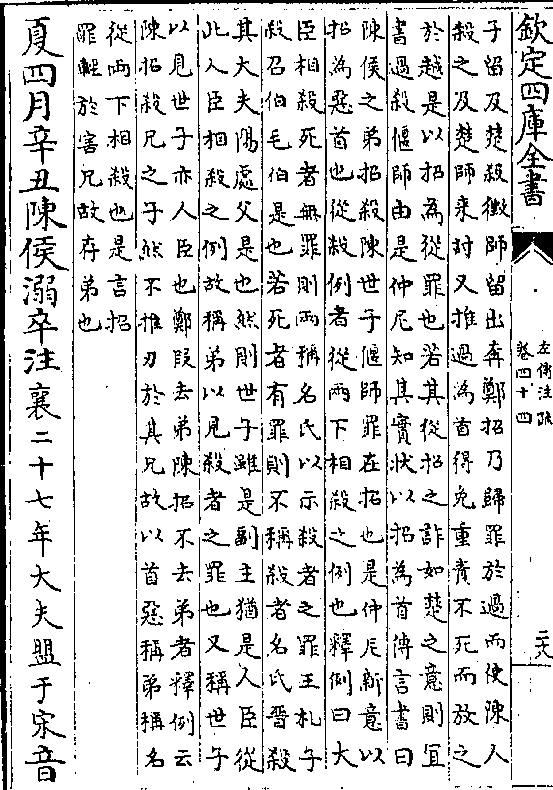 欽定四庫全書
左傳注疏
卷四十四
二六
子留及楚殺徵師留出奔鄭招乃歸罪於過而使陳人
殺之及楚師來討又推過為首得免重責不死而放之
於越是以招為從罪也若其從招之詐如楚之意則宜
書過殺偃師由是仲尼知其實狀以招為首傳言書曰
陳侯之弟招殺陳世子偃師罪在招也是仲尼新意以
招為惡首也從殺例者從兩下相殺之例也釋例曰大
臣相殺死者無罪則兩稱名氏以示殺者之罪王札子
殺召伯毛伯是也若死者有罪則不稱殺者名氏晉殺
其大夫陽處父是也然則世子雖是副主猶是人臣從
此人臣相殺之例故稱弟以見殺者之罪也又稱世子
以見世子亦人臣也鄭段去弟陳招不去弟者釋例云
陳招殺兄之子然不推刃於其兄故以首惡稱弟稱名
從兩下相殺也是言招
罪輕於害兄故存弟也
夏四月辛丑陳侯溺卒注襄二十七年大夫盟于宋音